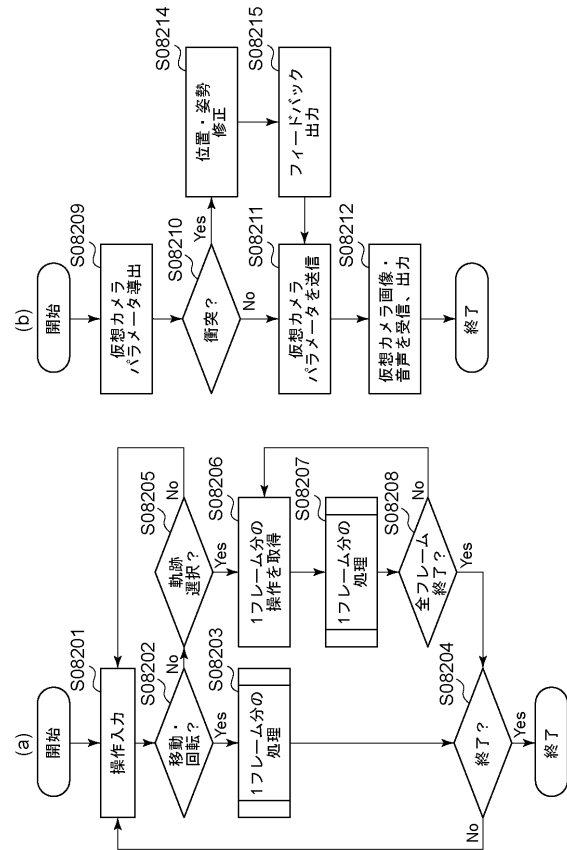 (a)
開始
S08201
操作入力
S08202
移動・
回転?
Yes
No
S08203
1フレーム分の
処理
S08205
軌跡
選択?
No
Yes
S08206
1フレーム分の
操作を取得
S08207
1フレーム分の
処理
S08208
全フレーム
終了?
No
Yes
S08204
終了?
No
Yes
終了
(b)
開始
S08209
仮想カメラ
パラメータ導出
S08210
衝突?
Yes
No
S08214
位置・姿勢
修正
S08215
フィードバック
出力
S08211
仮想カメラ
パラメータを送信
S08212
仮想カメラ画像・
音声を受信、出力
終了